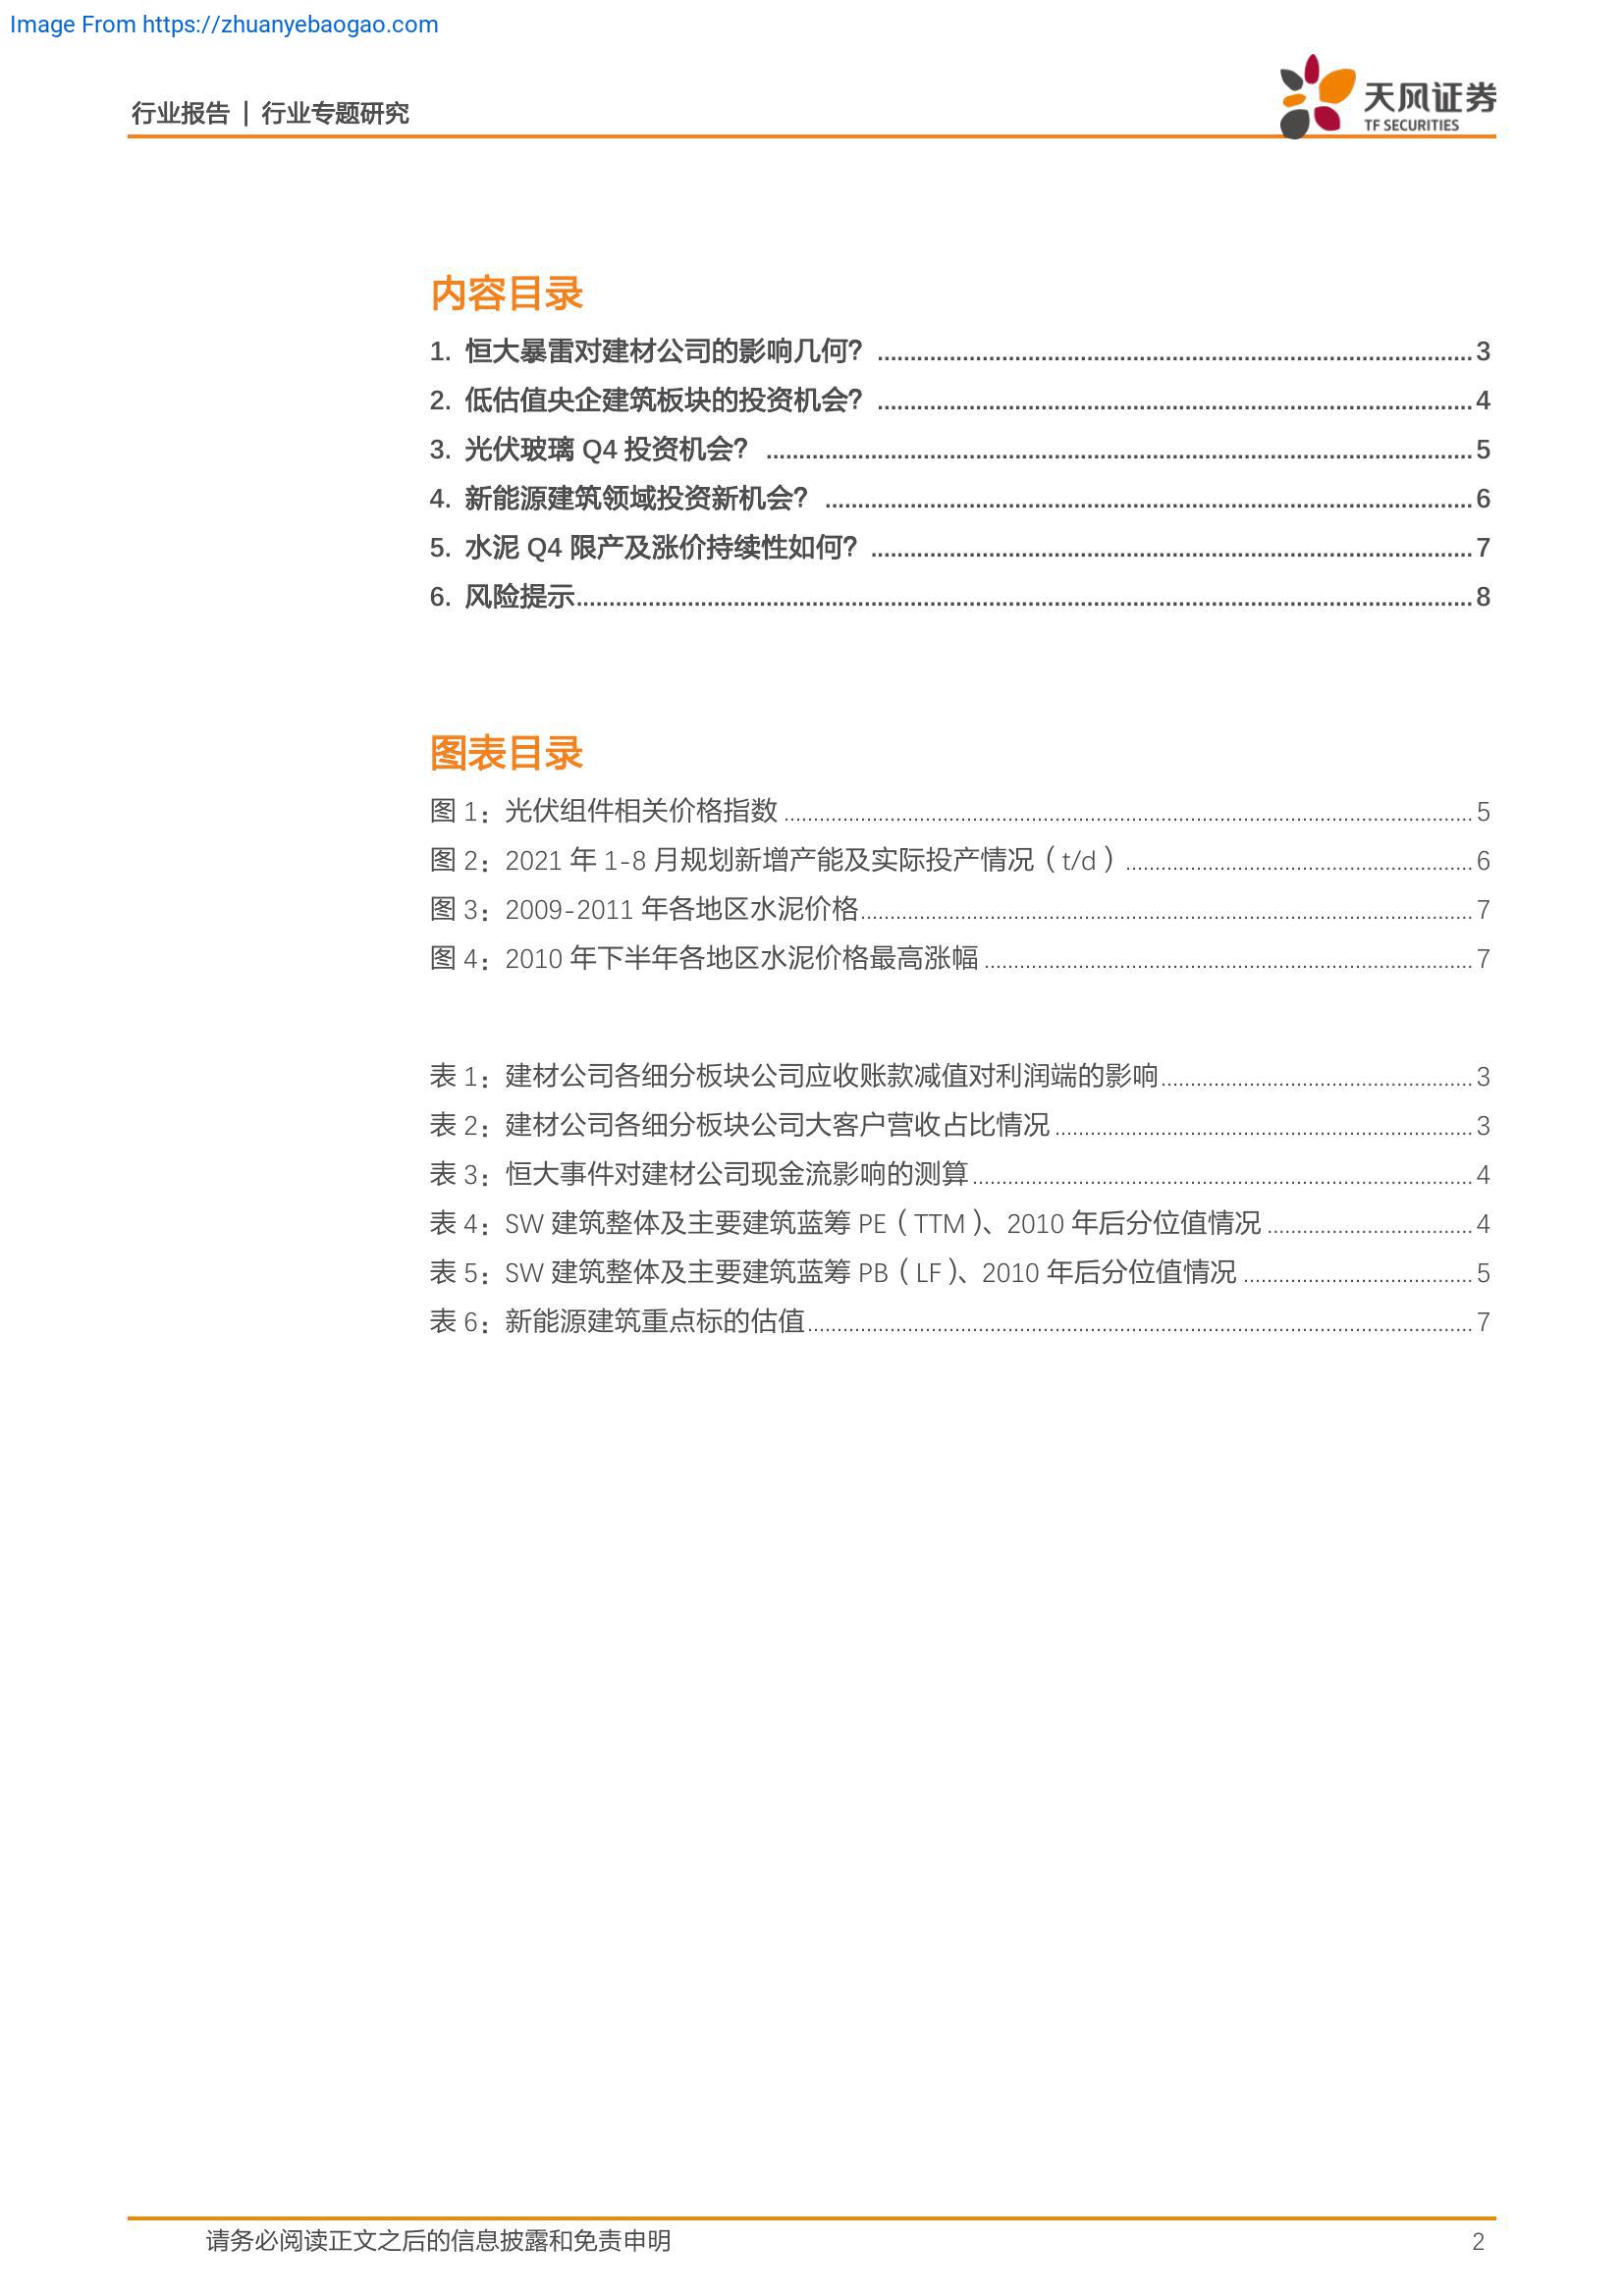 Image From https://zhuanyebaogao.com
行业报告 | 行业专题研究
天风证券
TF SECURITIES
内容目录
1. 恒大暴雷对建材公司的影响几何？ 3
2. 低估值央企建筑板块的投资机会？ 4
3. 光伏玻璃 Q4 投资机会？ 5
4. 新能源建筑领域投资新机会？ 6
5. 水泥 Q4 限产及涨价持续性如何？ 7
6. 风险提示 8
图表目录
图 1：光伏组件相关价格指数 5
图 2：2021 年 1-8 月规划新增产能及实际投产情况（t/d） 6
图 3：2009-2011 年各地区水泥价格 7
图 4：2010 年下半年各地区水泥价格最高涨幅 7
表 1：建材公司各细分板块公司应收账款减值对利润端的影响 3
表 2：建材公司各细分板块公司大客户营收占比情况 3
表 3：恒大事件对建材公司现金流影响的测算 4
表 4：SW 建筑整体及主要建筑蓝筹 PE（TTM）、2010 年后分位值情况 4
表 5：SW 建筑整体及主要建筑蓝筹 PB（LF）、2010 年后分位值情况 5
表 6：新能源建筑重点标的估值 7
请务必阅读正文之后的信息披露和免责申明 2